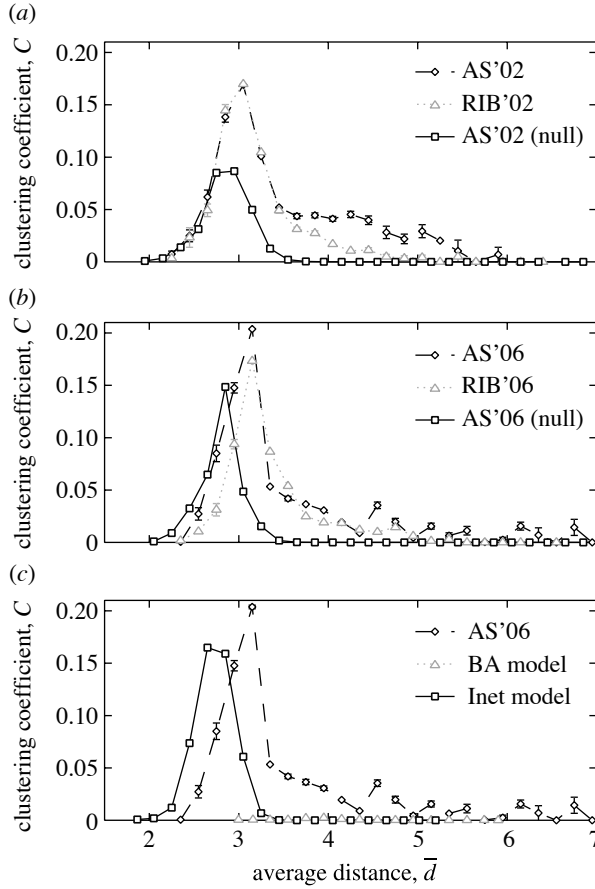 (a)
0.20
0.15
0.10
0.05
0
clustering coefficient, C
AS'02
RIB'02
AS'02 (null)
(b)
0.20
0.15
0.10
0.05
0
clustering coefficient, C
AS'06
RIB'06
AS'06 (null)
(c)
0.20
0.15
0.10
0.05
0
clustering coefficient, C
AS'06
BA model
Inet model
2 3 4 5 6 7
average distance, d̅